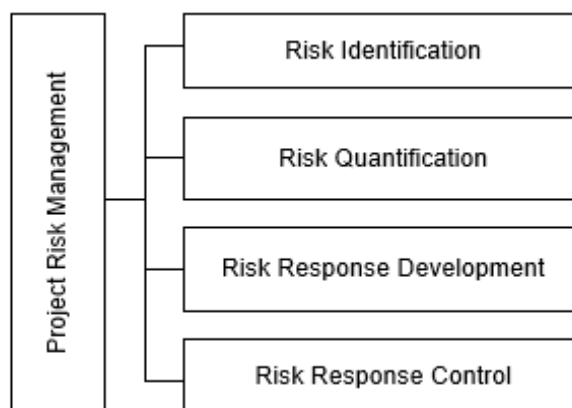 Project Risk Management
Risk Identification
Risk Quantification
Risk Response Development
Risk Response Control